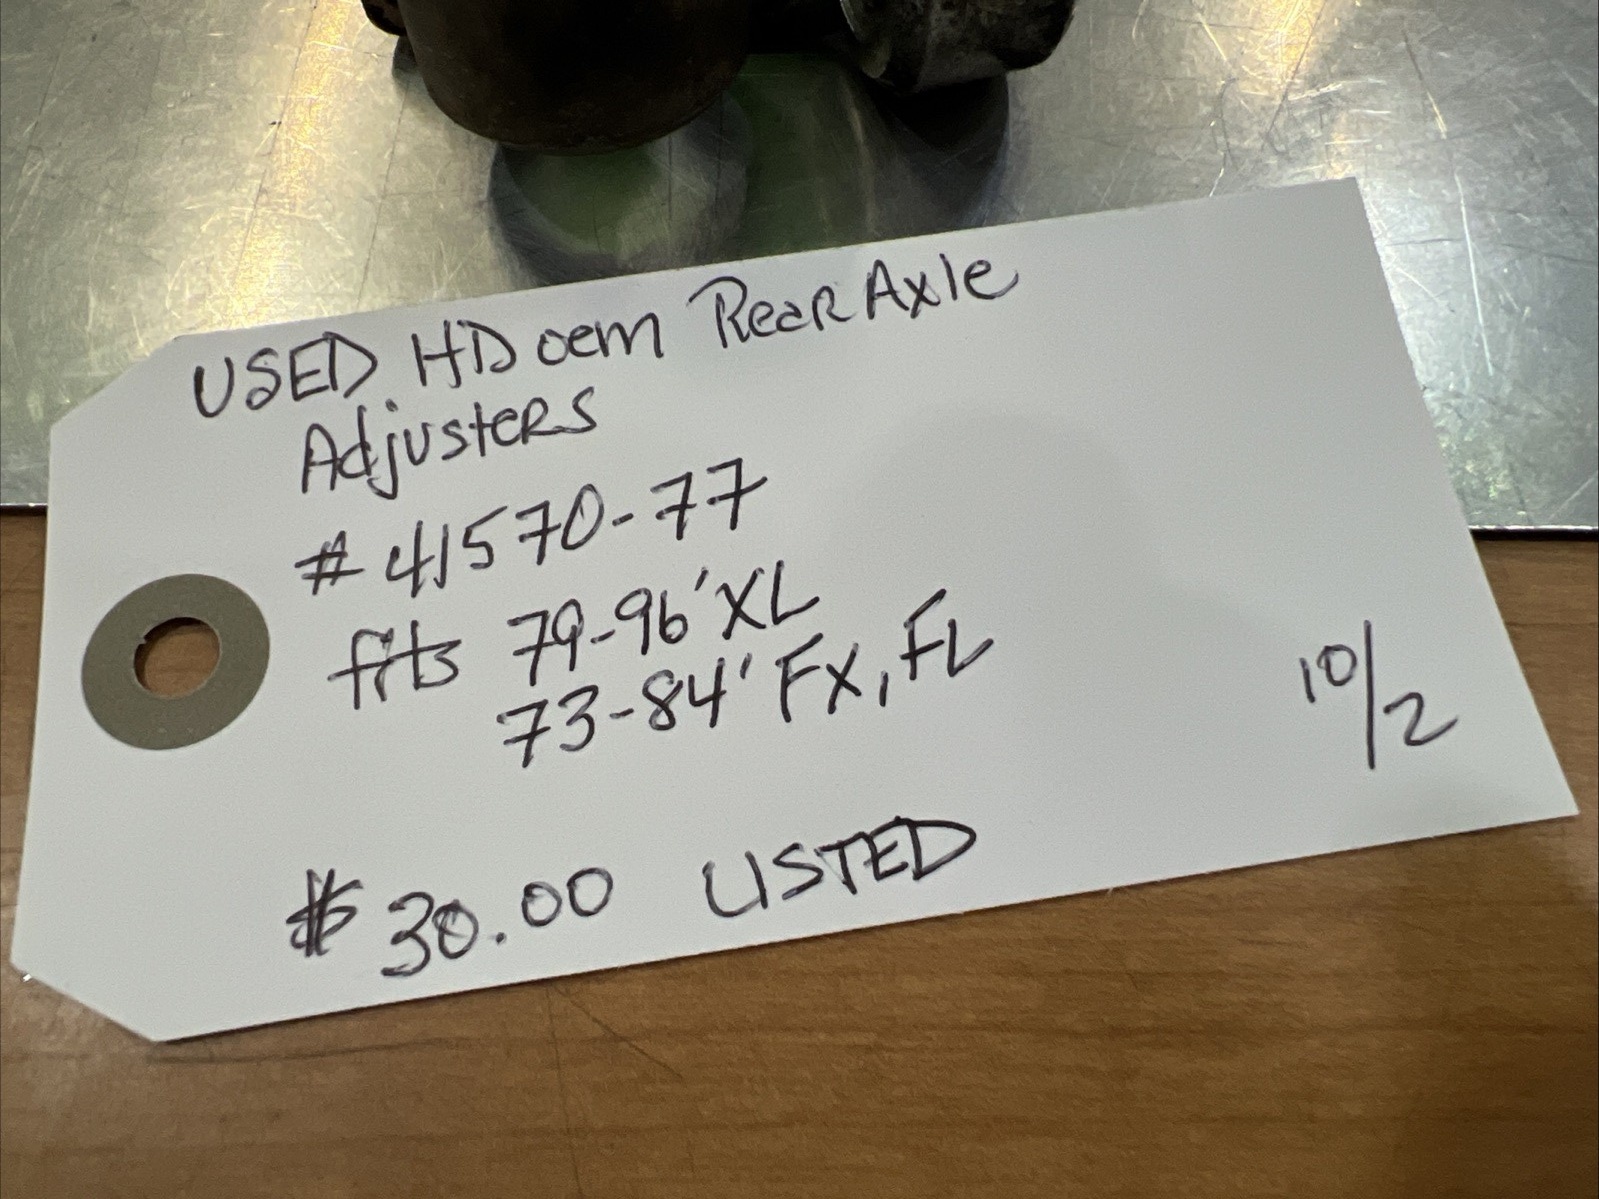 USED HD oem Rear Axle
Adjusters
# 41570-77
fits 79-96' XL
73-84' FX, FL
10/2
$ 30.00 LISTED